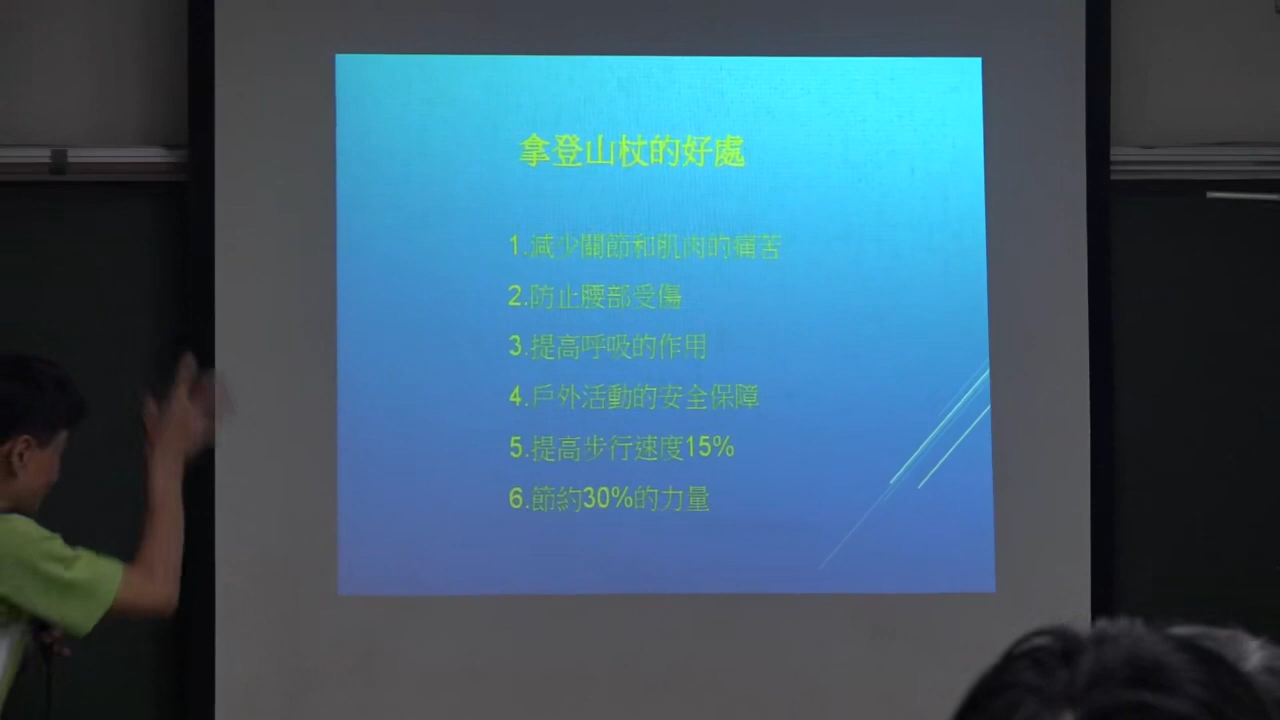 拿登山杖的好處
1.減少關節和肌肉的痛苦
2.防止腰部受傷
3.提高呼吸的作用
4.戶外活動的安全保障
5.提高步行速度15%
6.節約30%的力量